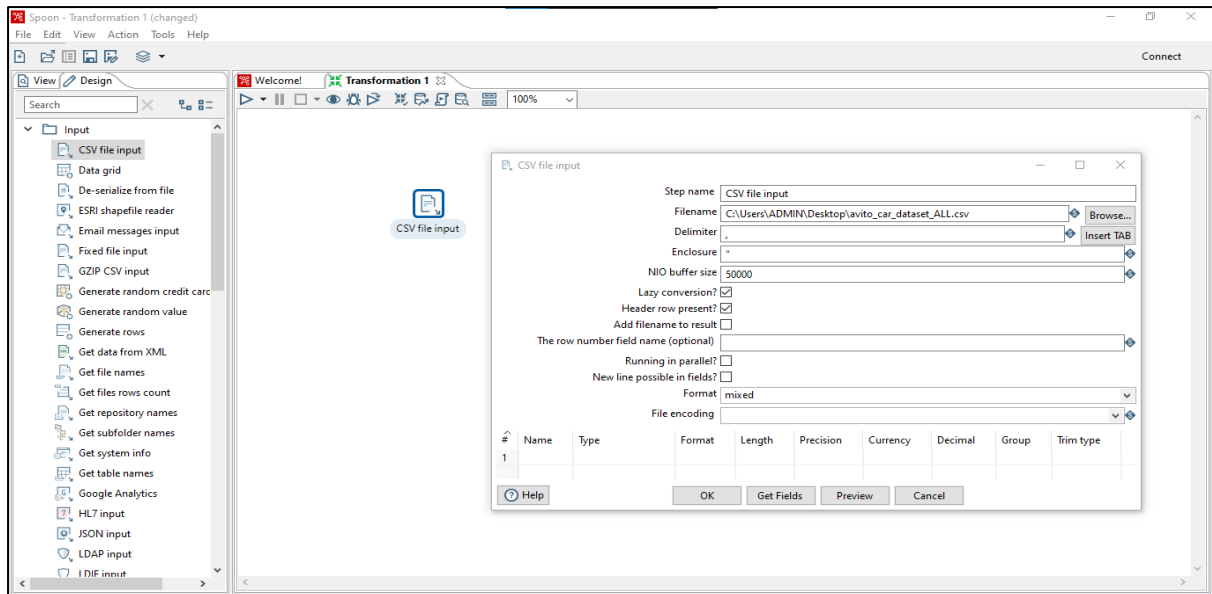 Spoon - Transformation 1 (changed)
File Edit View Action Tools Help
Connect
View Design
Welcome! Transformation 1
Search
100%
Input
CSV file input
Data grid
De-serialize from file
ESRI shapefile reader
Email messages input
Fixed file input
GZIP CSV input
Generate random credit card
Generate random value
Generate rows
Get data from XML
Get file names
Get files rows count
Get repository names
Get subfolder names
Get system info
Get table names
Google Analytics
HL7 input
JSON input
LDAP input
LDIF input
CSV file input
CSV file input
Step name CSV file input
Filename C:\Users\ADMIN\Desktop\avito_car_dataset_ALL.csv Browse...
Delimiter , Insert TAB
Enclosure "
NIO buffer size 50000
Lazy conversion?
Header row present?
Add filename to result
The row number field name (optional)
Running in parallel?
New line possible in fields?
Format mixed
File encoding
# Name Type Format Length Precision Currency Decimal Group Trim type
1
Help OK Get Fields Preview Cancel